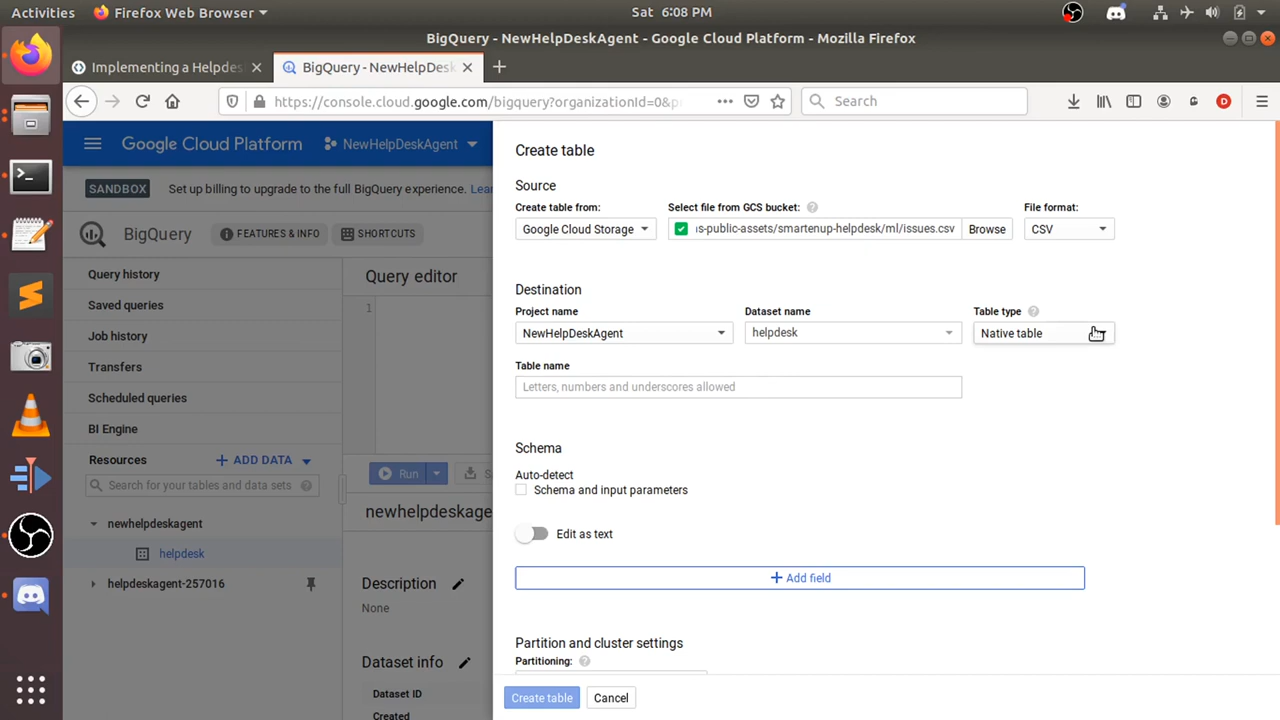 Activities
Firefox Web Browser
Sat 6:08 PM
BigQuery - NewHelpDeskAgent - Google Cloud Platform - Mozilla Firefox
Implementing a Helpdes
BigQuery - NewHelpDesk
https://console.cloud.google.com/bigquery?organizationId=0&p
Search
Google Cloud Platform
NewHelpDeskAgent
SANDBOX
Set up billing to upgrade to the full BigQuery experience. Lea
BigQuery
FEATURES & INFO
SHORTCUTS
Query history
Saved queries
Job history
Transfers
Scheduled queries
BI Engine
Resources
ADD DATA
Search for your tables and data sets
newhelpdeskagent
helpdesk
helpdeskagent-257016
Query editor
1
Run
newhelpdeskage
Description
None
Dataset info
Dataset ID
Created
Create table
Source
Create table from:
Select file from GCS bucket:
File format:
Google Cloud Storage
s-public-assets/smartenup-helpdesk/ml/issues.csv
Browse
CSV
Destination
Project name
Dataset name
Table type
NewHelpDeskAgent
helpdesk
Native table
Table name
Letters, numbers and underscores allowed
Schema
Auto-detect
Schema and input parameters
Edit as text
Add field
Partition and cluster settings
Partitioning:
Create table
Cancel